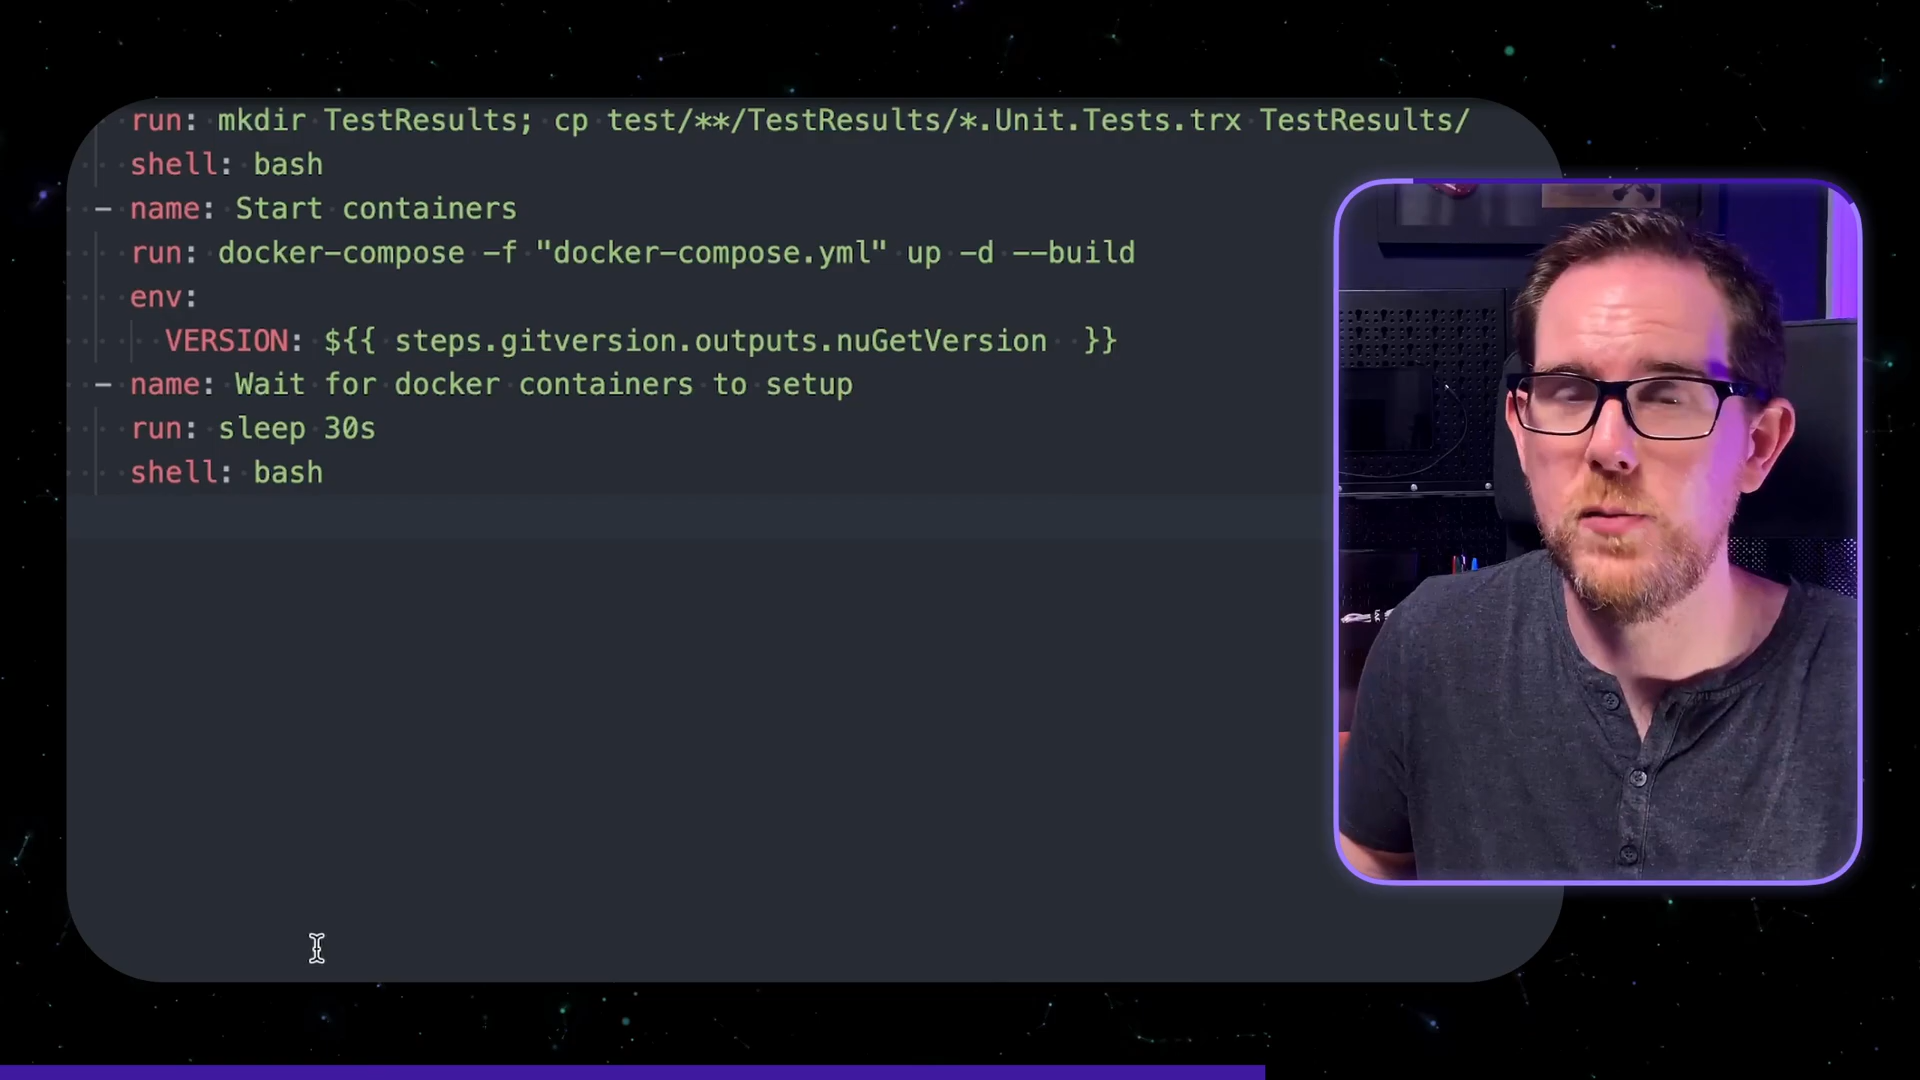 run: mkdir TestResults; cp test/**/TestResults/*.Unit.Tests.trx TestResults/
shell: bash
- name: Start containers
run: docker-compose -f "docker-compose.yml" up -d --build
env:
VERSION: ${{ steps.gitversion.outputs.nuGetVersion  }}
- name: Wait for docker containers to setup
run: sleep 30s
shell: bash